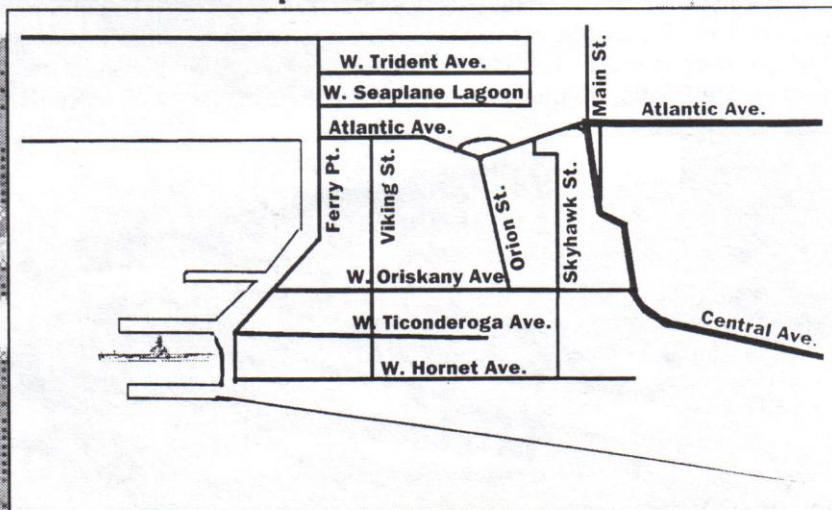 W. Trident Ave.
W. Seaplane Lagoon
Main St.
Atlantic Ave.
Atlantic Ave.
Ferry Pt.
Viking St.
Orion St.
Skyhawk St.
W. Oriskany Ave
W. Ticonderoga Ave.
Central Ave.
W. Hornet Ave.